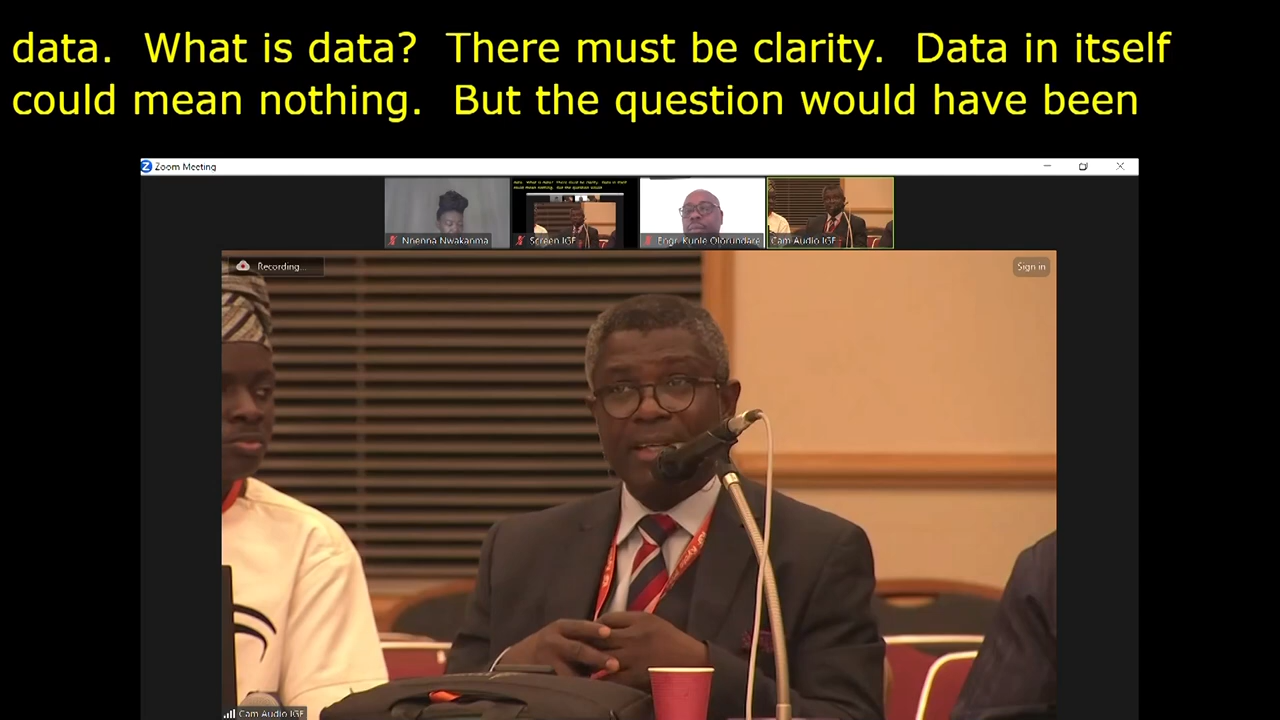 data.  What is data?  There must be clarity.  Data in itself
could mean nothing.  But the question would have been
Zoom Meeting
Nnenna Nwakanma
Screen IGF
Engr. Kunle Olorundare
Cam Audio IGF
Recording...
Sign in
Cam Audio IGF